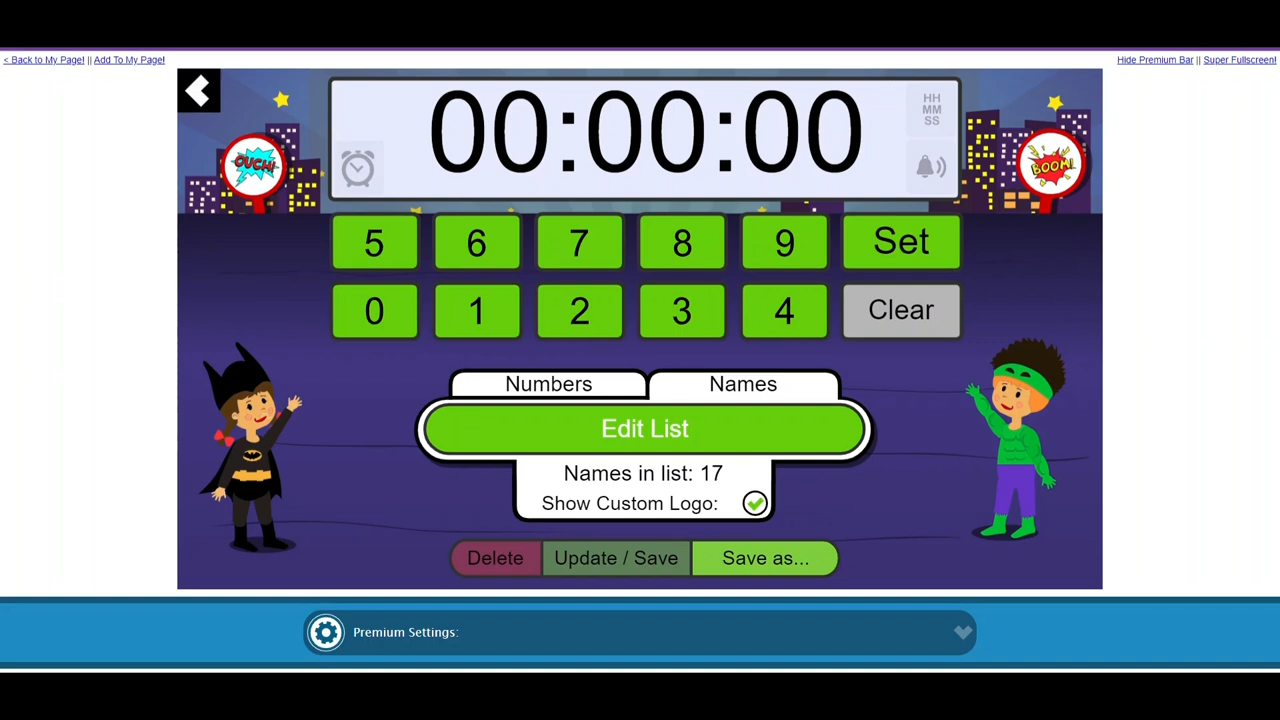 < Back to My Page! || Add To My Page!
Hide Premium Bar || Super Fullscreen!
00:00:00
HH
MM
SS
OUCH!
BOOM!
5 6 7 8 9 Set
0 1 2 3 4 Clear
Numbers Names
Edit List
Names in list: 17
Show Custom Logo:
Delete Update / Save Save as...
Premium Settings: